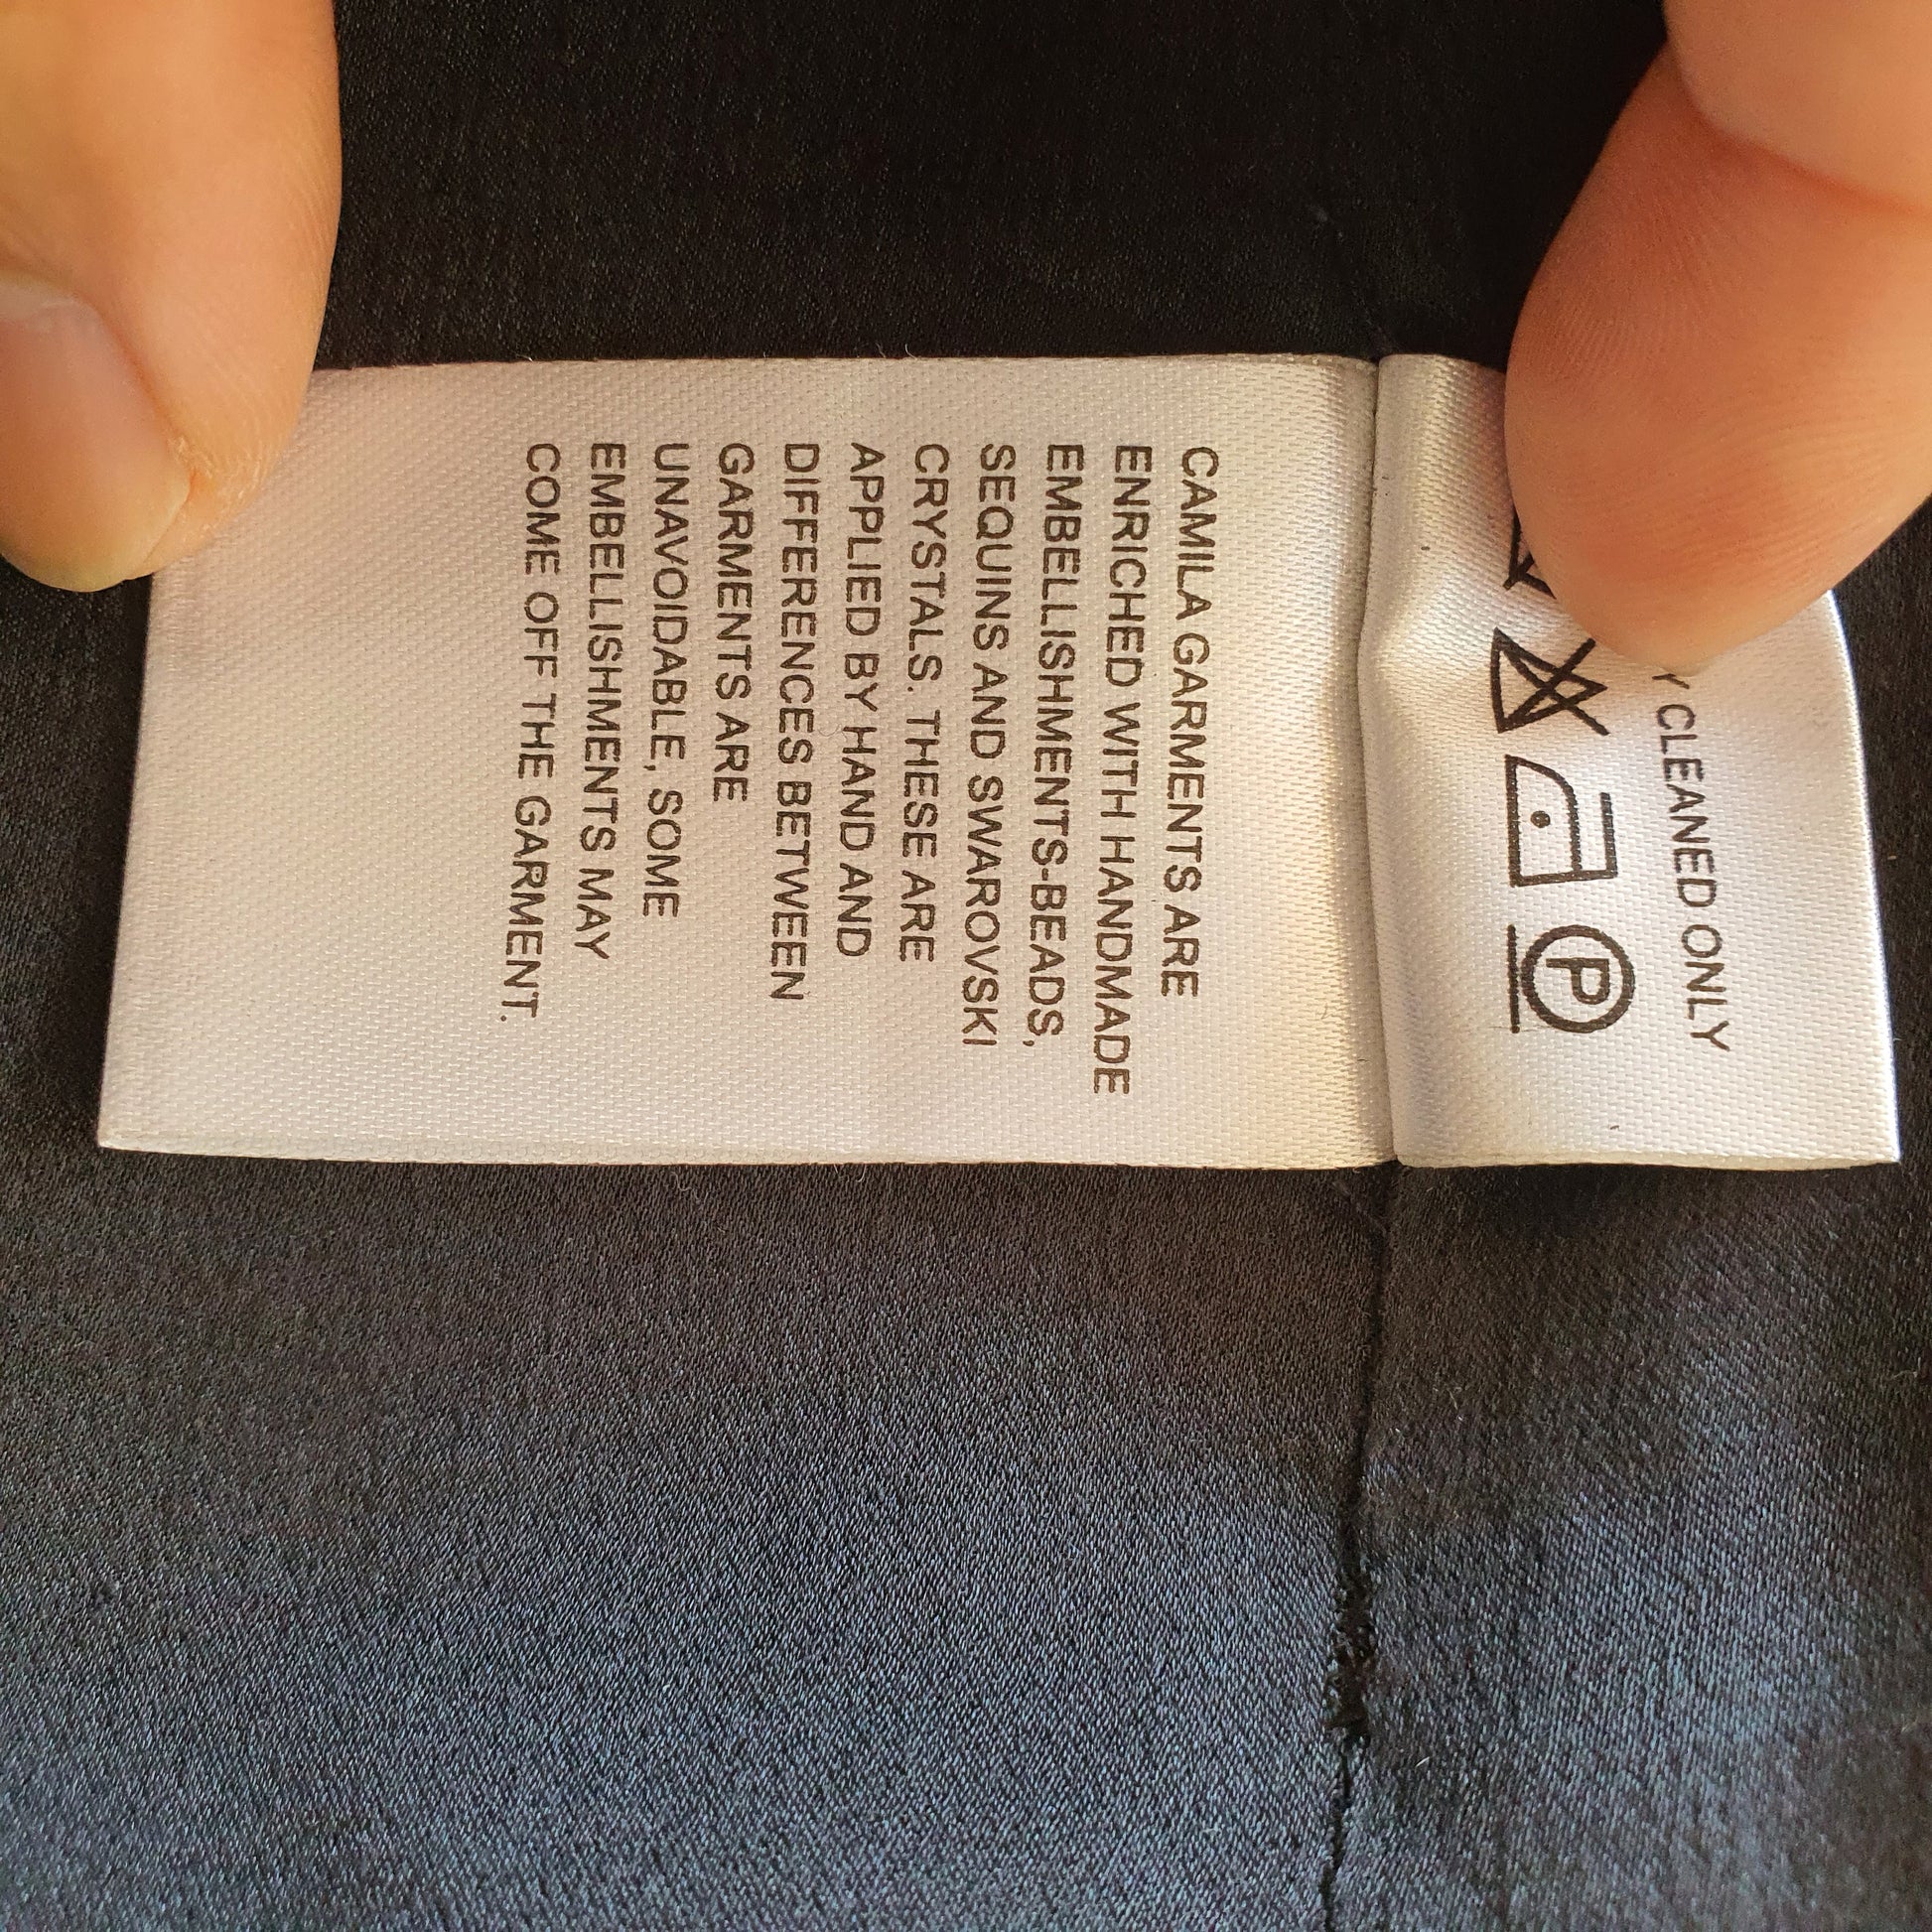 CLEANED ONLY
P
CAMILA GARMENTS ARE
ENRICHED WITH HANDMADE
EMBELLISHMENTS-BEADS,
SEQUINS AND SWAROVSKI
CRYSTALS. THESE ARE
APPLIED BY HAND AND
DIFFERENCES BETWEEN
GARMENTS ARE
UNAVOIDABLE, SOME
EMBELLISHMENTS MAY
COME OFF THE GARMENT.